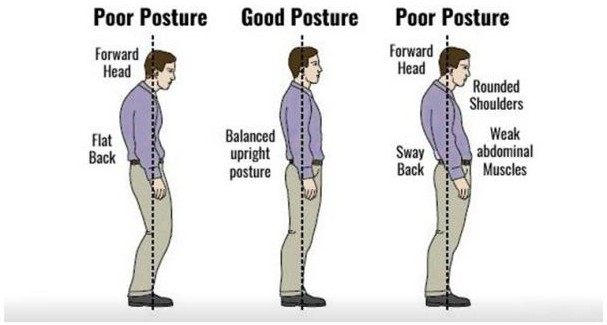 Poor Posture
Forward
Head
Flat
Back
Good Posture
Balanced
upright
posture
Poor Posture
Forward
Head
Rounded
Shoulders
Sway
Back
Weak
abdominal
Muscles